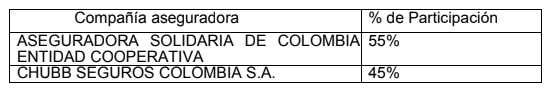 Compañía aseguradora % de Participación
ASEGURADORA SOLIDARIA DE COLOMBIA 55%
ENTIDAD COOPERATIVA
CHUBB SEGUROS COLOMBIA S.A. 45%